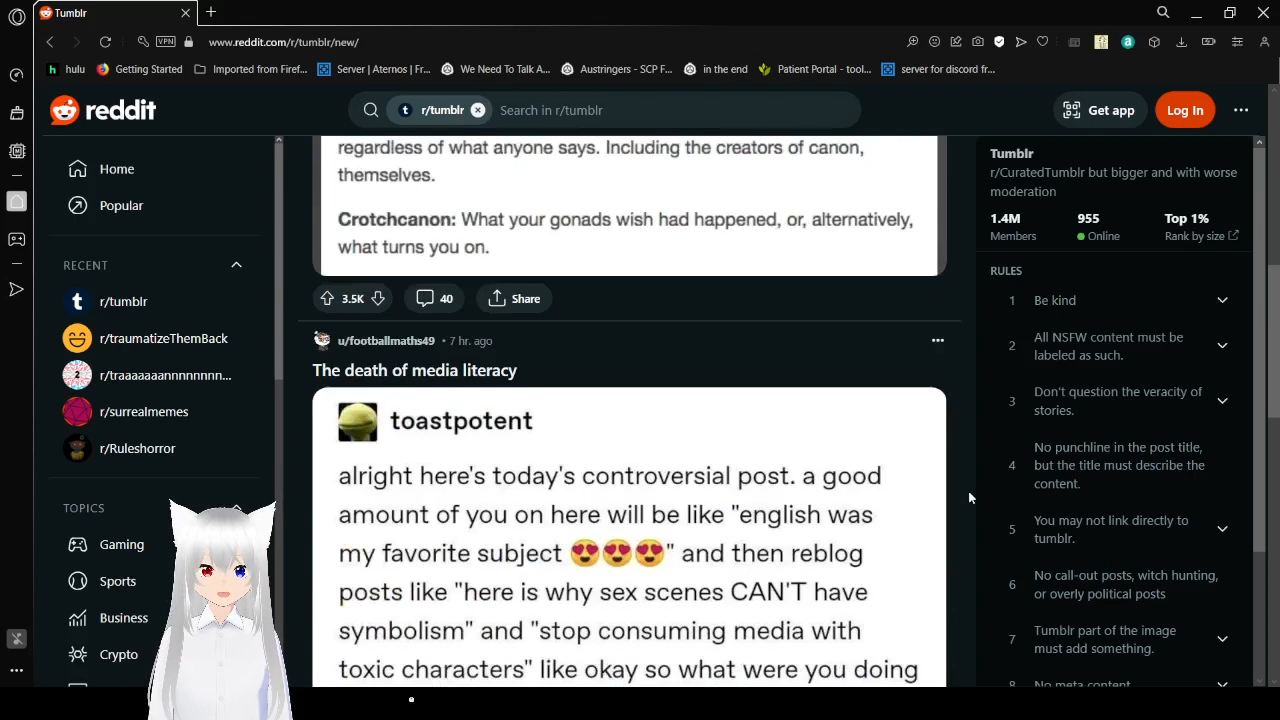 Tumblr
www.reddit.com/r/tumblr/new/
VPN
hulu
Getting Started
Imported from Firef...
Server | Aternos | Fr...
We Need To Talk A...
Austringers - SCP F...
in the end
Patient Portal - tool...
server for discord fr...
reddit
r/tumblr
Search in r/tumblr
Get app
Log In
Home
Popular
RECENT
r/tumblr
r/traumatizeThemBack
r/traaaaaaannnnnnnn...
r/surrealmemes
r/Ruleshorror
TOPICS
Gaming
Sports
Business
Crypto
regardless of what anyone says. Including the creators of canon,
themselves.
Crotchcanon: What your gonads wish had happened, or, alternatively,
what turns you on.
3.5K
40
Share
u/footballmaths49 • 7 hr. ago
The death of media literacy
toastpotent
alright here's today's controversial post. a good
amount of you on here will be like "english was
my favorite subject 😍😍😍" and then reblog
posts like "here is why sex scenes CAN'T have
symbolism" and "stop consuming media with
toxic characters" like okay so what were you doing
Tumblr
r/CuratedTumblr but bigger and with worse
moderation
1.4M
955
Top 1%
Members
Online
Rank by size
RULES
1 Be kind
2 All NSFW content must be
labeled as such.
3 Don't question the veracity of
stories.
4 No punchline in the post title,
but the title must describe the
content.
5 You may not link directly to
tumblr.
6 No call-out posts, witch hunting,
or overly political posts
7 Tumblr part of the image
must add something.
8 No meta content